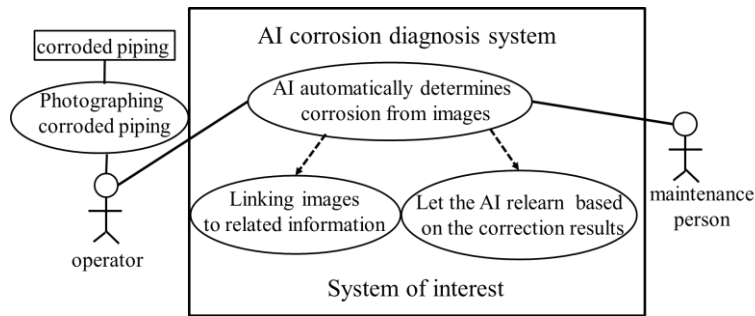 AI corrosion diagnosis system
corroded piping
Photographing
corroded piping
AI automatically determines
corrosion from images
Linking images
to related information
Let the AI relearn based
on the correction results
operator
maintenance
person
System of interest